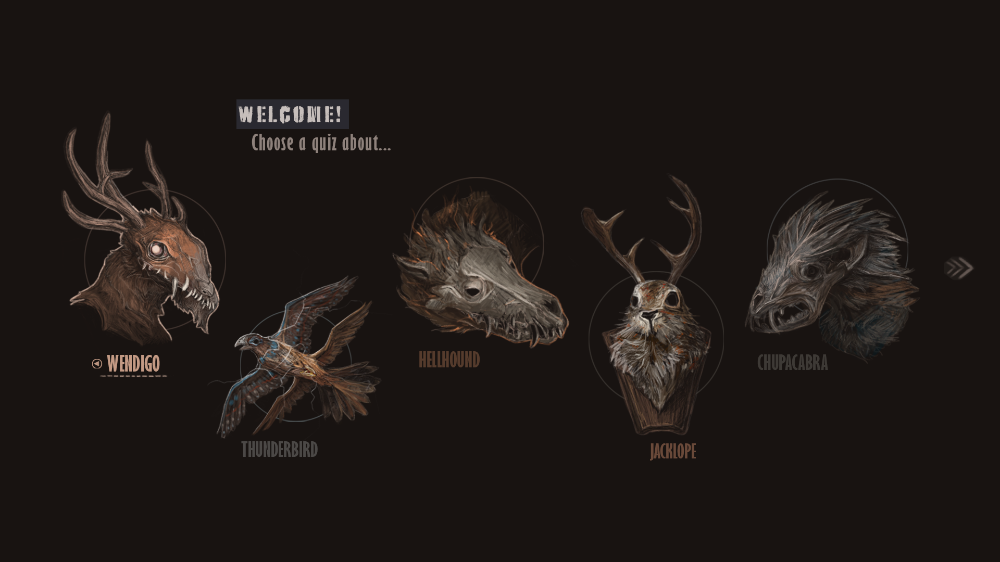 WELCOME!
Choose a quiz about...
WENDIGO
THUNDERBIRD
HELLHOUND
JACKLOPE
CHUPACABRA